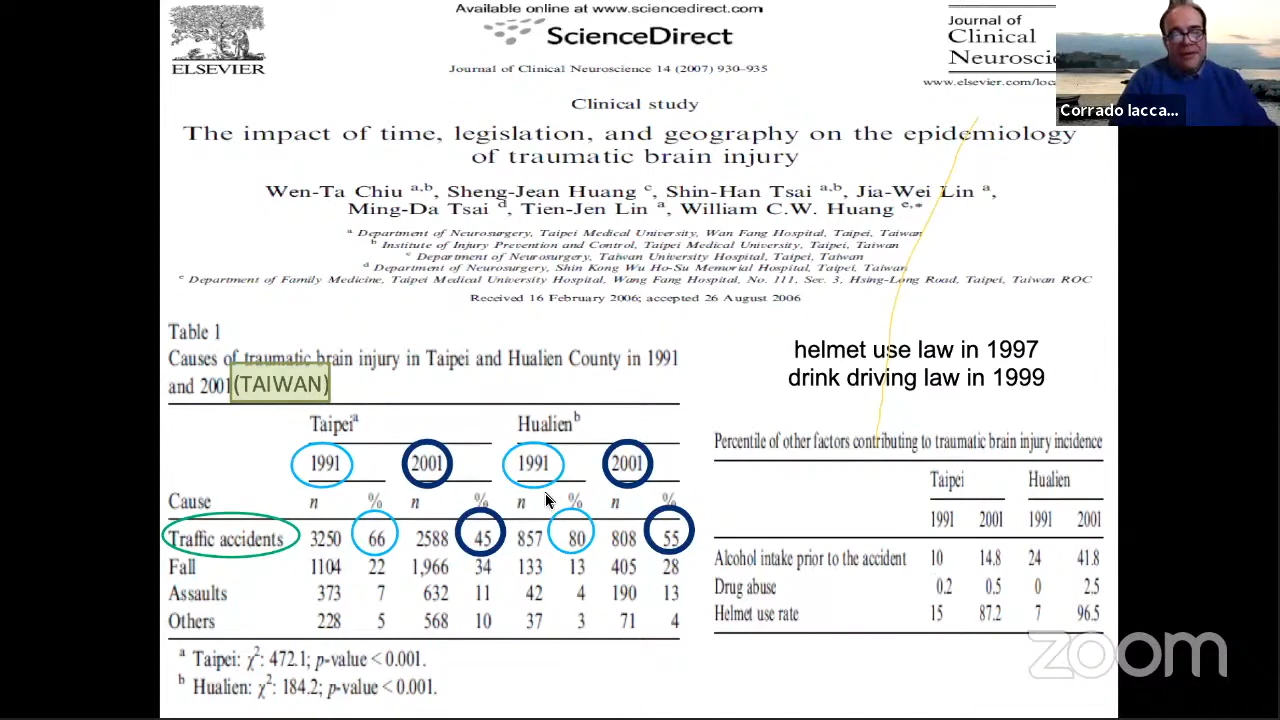 Available online at www.sciencedirect.com
ScienceDirect
ELSEVIER
Journal of Clinical Neuroscience 14 (2007) 930–935
Journal of
Clinical
Neurosci
www.elsevier.com/loc
Corrado Iacca...
Clinical study
The impact of time, legislation, and geography on the epidemiology
of traumatic brain injury
Wen-Ta Chiu a,b, Sheng-Jean Huang c, Shin-Han Tsai a,b, Jia-Wei Lin a,
Ming-Da Tsai d, Tien-Jen Lin a, William C.W. Huang e,*
a Department of Neurosurgery, Taipei Medical University, Wan Fang Hospital, Taipei, Taiwan
b Institute of Injury Prevention and Control, Taipei Medical University, Taipei, Taiwan
c Department of Neurosurgery, Taiwan University Hospital, Taipei, Taiwan
d Department of Neurosurgery, Shin Kong Wu Ho-Su Memorial Hospital, Taipei, Taiwan
e Department of Family Medicine, Taipei Medical University Hospital, Wang Fang Hospital, No. 111, Sec. 3, Hsing-Long Road, Taipei, Taiwan ROC
Received 16 February 2006; accepted 26 August 2006
Table 1
Causes of traumatic brain injury in Taipei and Hualien County in 1991
and 2001 (TAIWAN)
Taipei a Hualien b
1991 2001 1991 2001
Cause n % n % n % n %
Traffic accidents 3250 66 2588 45 857 80 808 55
Fall 1104 22 1,966 34 133 13 405 28
Assaults 373 7 632 11 42 4 190 13
Others 228 5 568 10 37 3 71 4
a Taipei: χ2: 472.1; p-value < 0.001.
b Hualien: χ2: 184.2; p-value < 0.001.
helmet use law in 1997
drink driving law in 1999
Percentile of other factors contributing to traumatic brain injury incidence
Taipei Hualien
1991 2001 1991 2001
Alcohol intake prior to the accident 10 14.8 24 41.8
Drug abuse 0.2 0.5 0 2.5
Helmet use rate 15 87.2 7 96.5
zoom